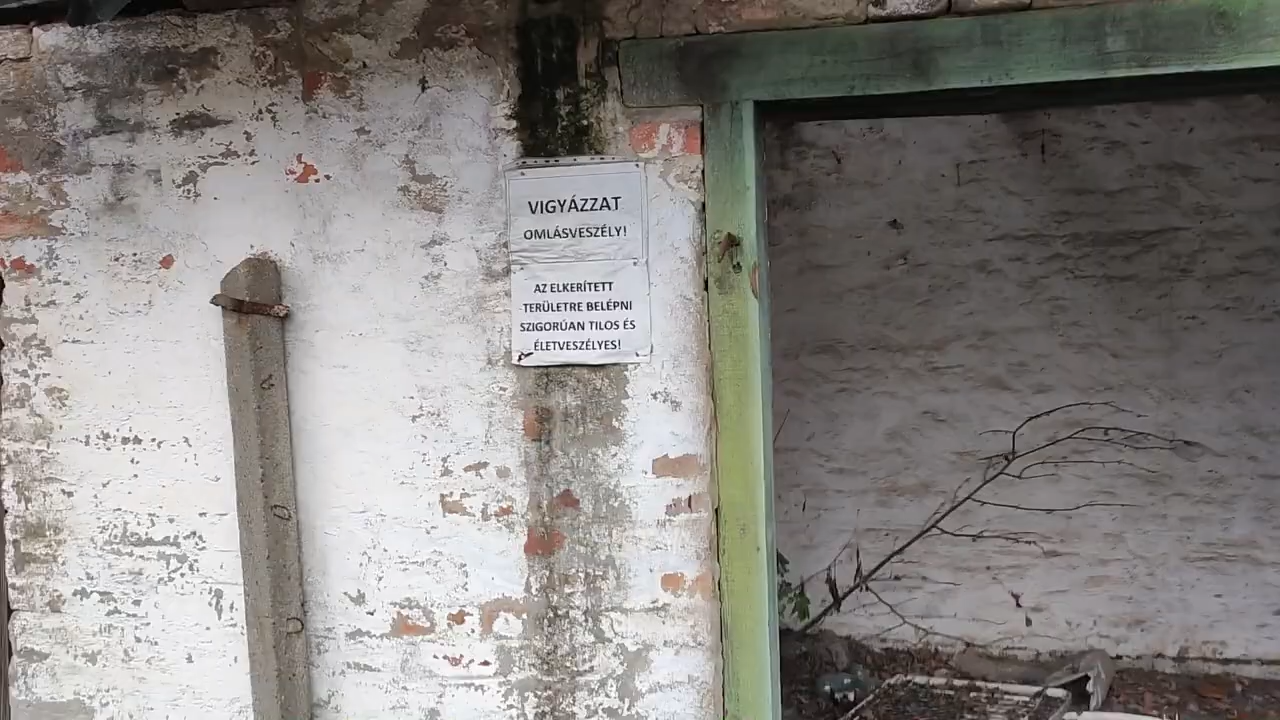 VIGYÁZZAT
OMLÁSVESZÉLY!
AZ ELKERÍTETT
TERÜLETRE BELÉPNI
SZIGORÚAN TILOS ÉS
ÉLETVESZÉLYES!